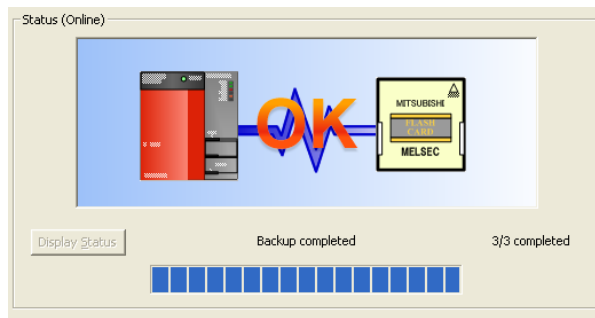 Status (Online)
OK
MITSUBISHI
FLASH
CARD
MELSEC
Display Status
Backup completed
3/3 completed